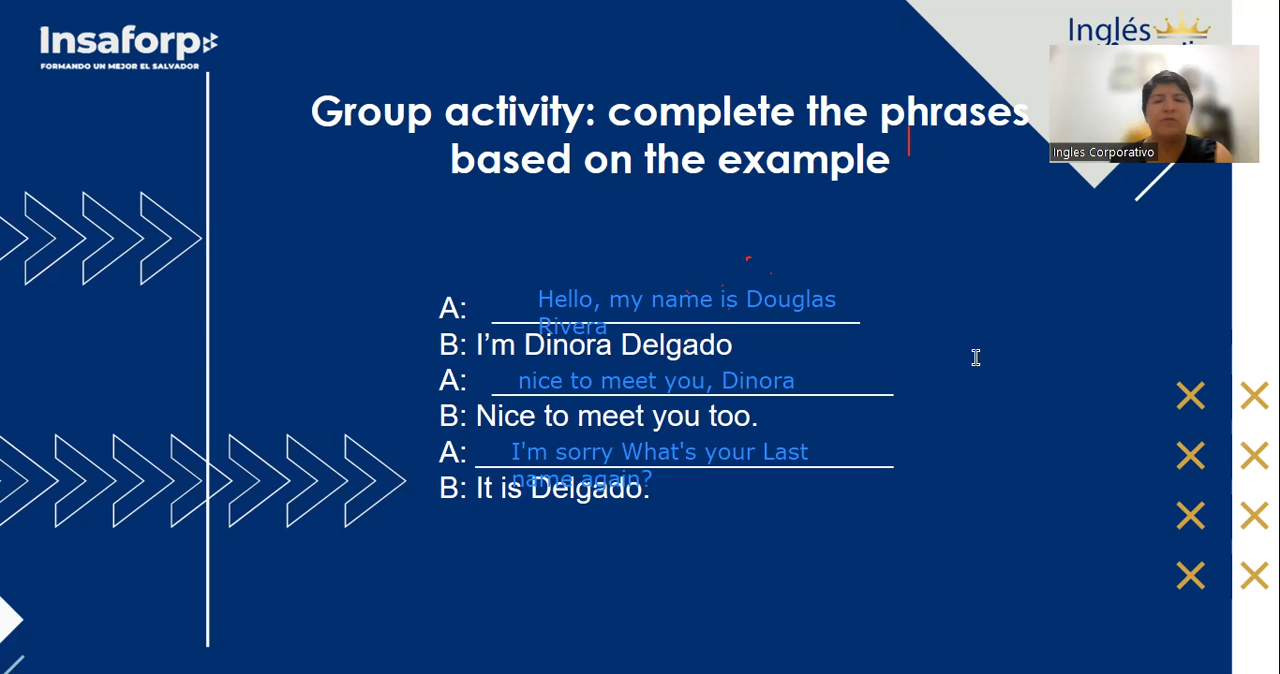 Insaforp
FORMANDO UN MEJOR EL SALVADOR
Inglés
Ingles Corporativo
Group activity: complete the phrases
based on the example
A: Hello, my name is Douglas
Rivera
B: I'm Dinora Delgado
A: nice to meet you, Dinora
B: Nice to meet you too.
A: I'm sorry What's your Last
name again?
B: It is Delgado.